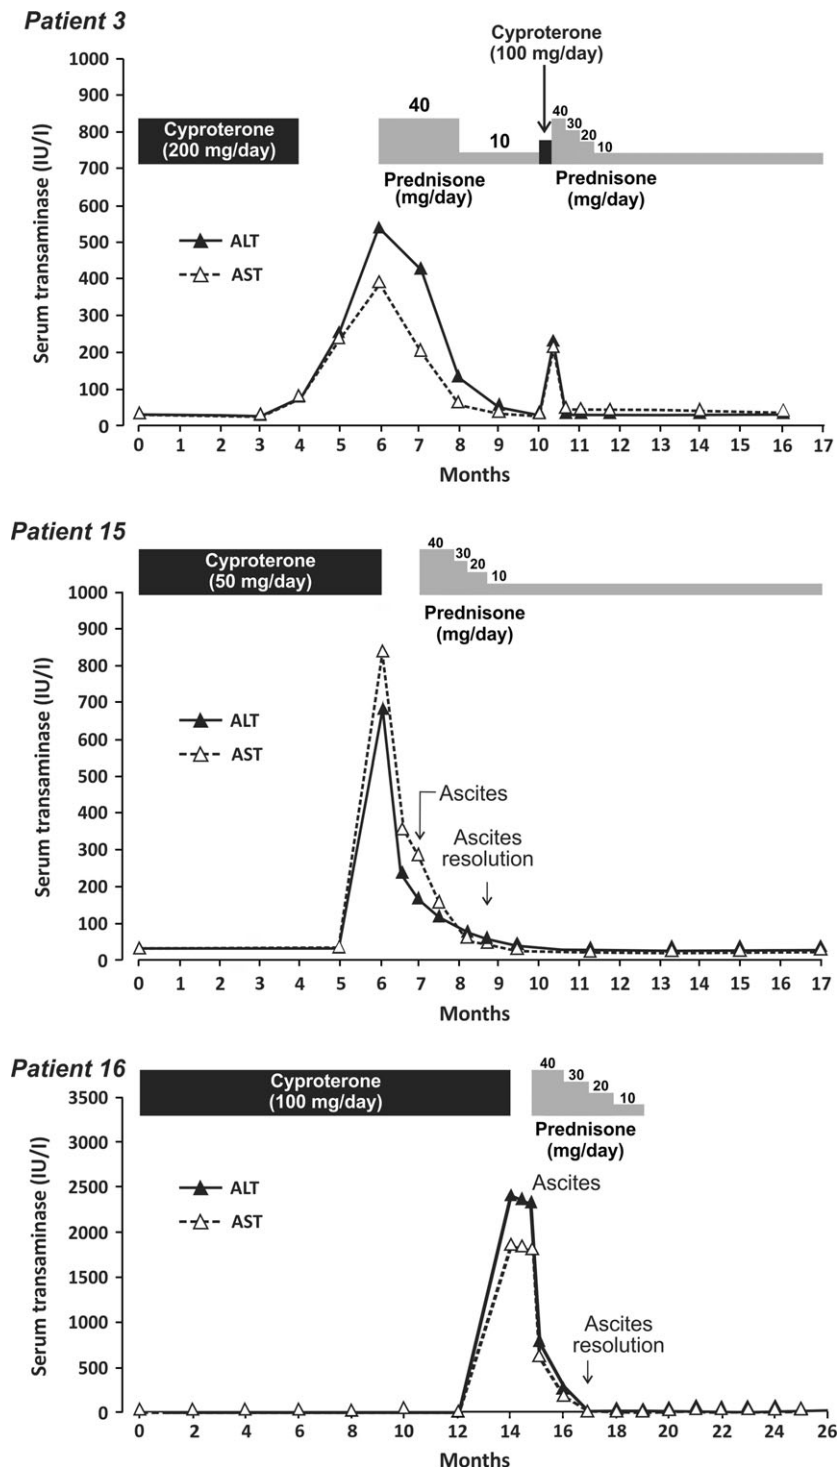 Patient 3
Cyproterone
(100 mg/day)
1000
900
800
700
600
500
400
300
200
100
0
Serum transaminase (IU/l)
Cyproterone
(200 mg/day)
40
10
40
30
20
10
Prednisone
(mg/day)
Prednisone
(mg/day)
ALT
AST
0 1 2 3 4 5 6 7 8 9 10 11 12 13 14 15 16 17
Months
Patient 15
Cyproterone
(50 mg/day)
40
30
20
10
Prednisone
(mg/day)
1000
900
800
700
600
500
400
300
200
100
0
Serum transaminase (IU/l)
ALT
AST
Ascites
Ascites
resolution
0 1 2 3 4 5 6 7 8 9 10 11 12 13 14 15 16 17
Months
Patient 16
Cyproterone
(100 mg/day)
40
30
20
10
Prednisone
(mg/day)
3500
3000
2500
2000
1500
1000
500
0
Serum transaminase (IU/l)
ALT
AST
Ascites
Ascites
resolution
0 2 4 6 8 10 12 14 16 18 20 22 24 26
Months